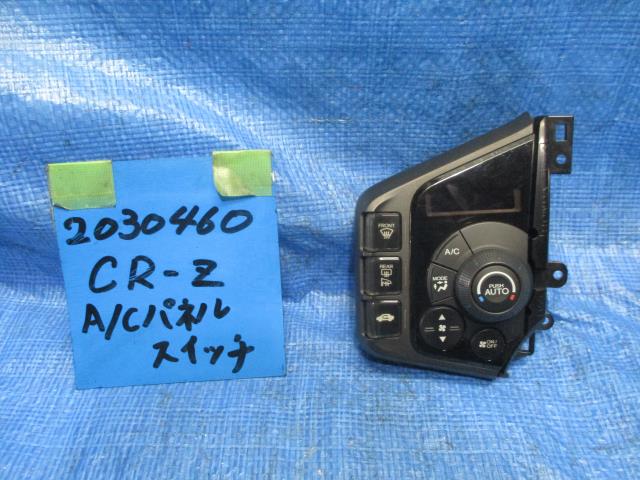 2030460
CR-Z
A/Cパネル
スイッチ
FRONT
REAR
A/C
MODE
PUSH
AUTO
ON/
OFF